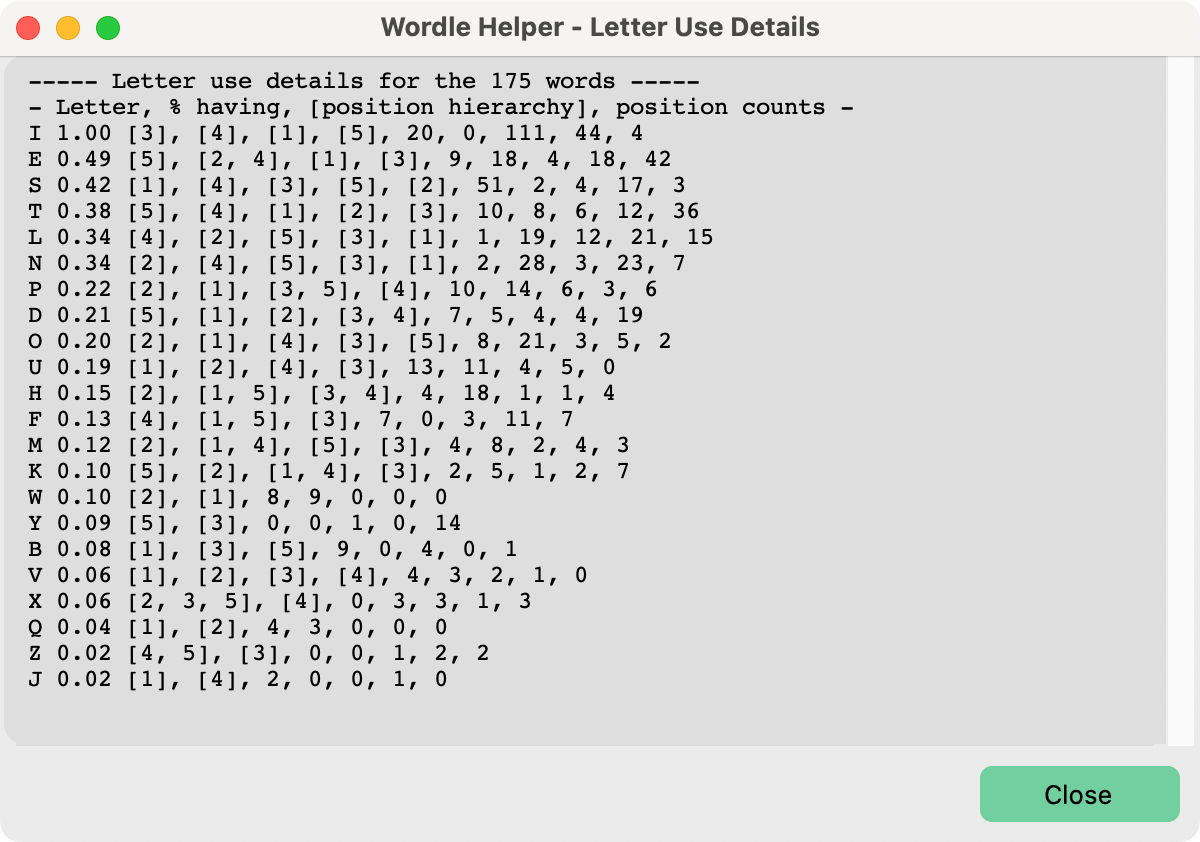 Wordle Helper - Letter Use Details
----- Letter use details for the 175 words -----
- Letter, % having, [position hierarchy], position counts -
I 1.00 [3], [4], [1], [5], 20, 0, 111, 44, 4
E 0.49 [5], [2, 4], [1], [3], 9, 18, 4, 18, 42
S 0.42 [1], [4], [3], [5], [2], 51, 2, 4, 17, 3
T 0.38 [5], [4], [1], [2], [3], 10, 8, 6, 12, 36
L 0.34 [4], [2], [5], [3], [1], 1, 19, 12, 21, 15
N 0.34 [2], [4], [5], [3], [1], 2, 28, 3, 23, 7
P 0.22 [2], [1], [3, 5], [4], 10, 14, 6, 3, 6
D 0.21 [5], [1], [2], [3, 4], 7, 5, 4, 4, 19
O 0.20 [2], [1], [4], [3], [5], 8, 21, 3, 5, 2
U 0.19 [1], [2], [4], [3], 13, 11, 4, 5, 0
H 0.15 [2], [1, 5], [3, 4], 4, 18, 1, 1, 4
F 0.13 [4], [1, 5], [3], 7, 0, 3, 11, 7
M 0.12 [2], [1, 4], [5], [3], 4, 8, 2, 4, 3
K 0.10 [5], [2], [1, 4], [3], 2, 5, 1, 2, 7
W 0.10 [2], [1], 8, 9, 0, 0, 0
Y 0.09 [5], [3], 0, 0, 1, 0, 14
B 0.08 [1], [3], [5], 9, 0, 4, 0, 1
V 0.06 [1], [2], [3], [4], 4, 3, 2, 1, 0
X 0.06 [2, 3, 5], [4], 0, 3, 3, 1, 3
Q 0.04 [1], [2], 4, 3, 0, 0, 0
Z 0.02 [4, 5], [3], 0, 0, 1, 2, 2
J 0.02 [1], [4], 2, 0, 0, 1, 0
Close